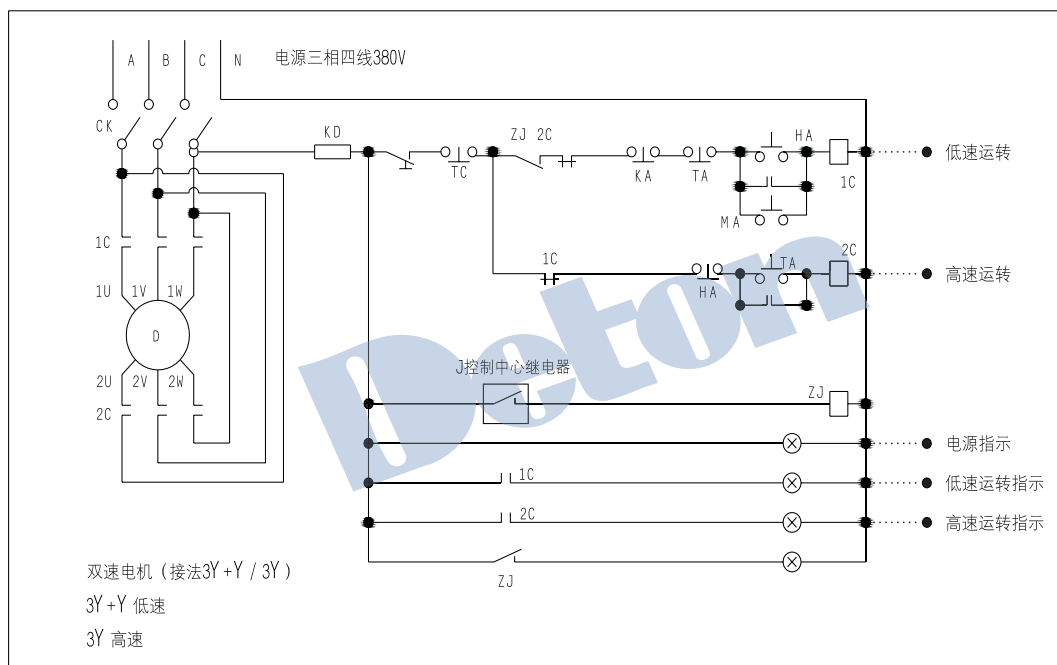 A B C N 电源三相四线380V
CK
KD
TC
ZJ 2C
KA
TA
HA
1C
低速运转
MA
1C
1C
HA
TA
2C
高速运转
1U 1V 1W
D
2U 2V 2W
2C
J控制中心继电器
ZJ
电源指示
1C
低速运转指示
2C
高速运转指示
ZJ
Deton
双速电机（接法3Y+Y / 3Y）
3Y+Y 低速
3Y 高速